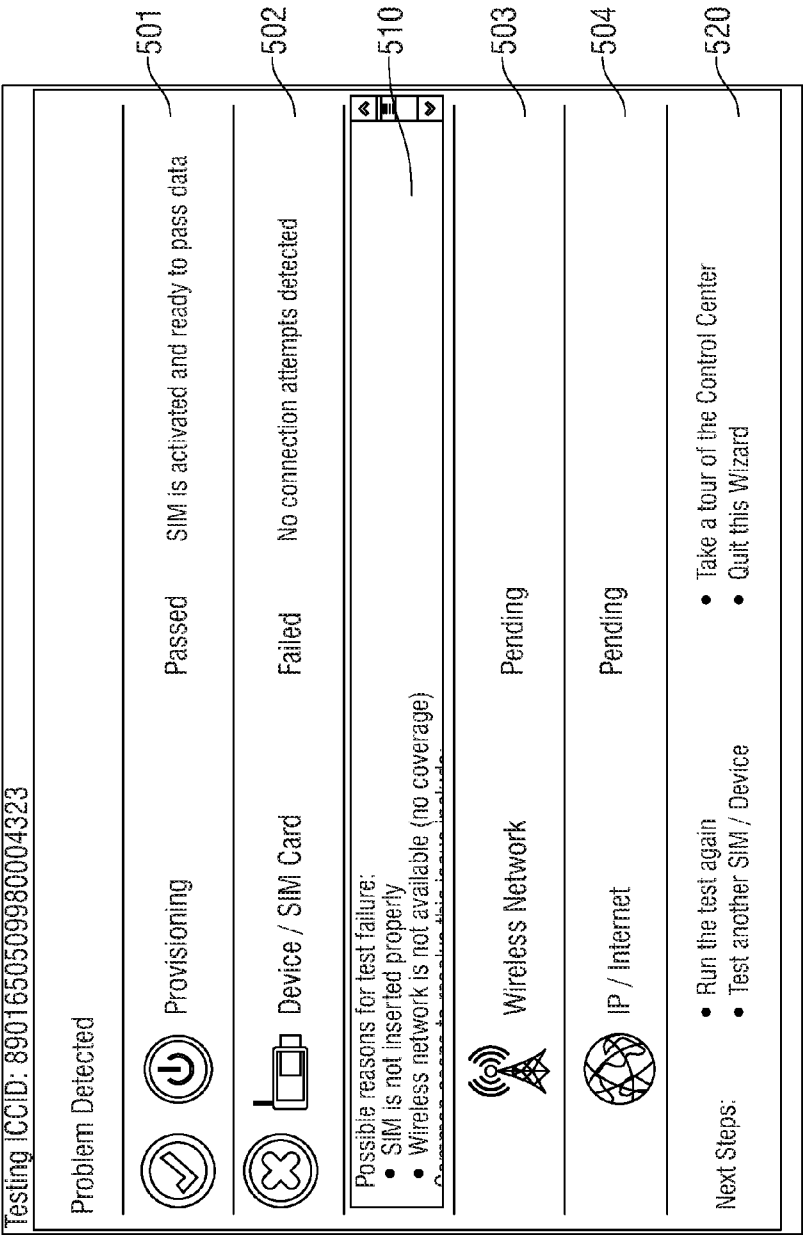 Testing ICCID: 8901650509980004323
Problem Detected
Provisioning Passed SIM is activated and ready to pass data 501
Device / SIM Card Failed No connection attempts detected 502
Possible reasons for test failure:
• SIM is not inserted properly
• Wireless network is not available (no coverage)
510
Wireless Network Pending 503
IP / Internet Pending 504
Next Steps:
• Run the test again • Take a tour of the Control Center
• Test another SIM / Device • Quit this Wizard
520